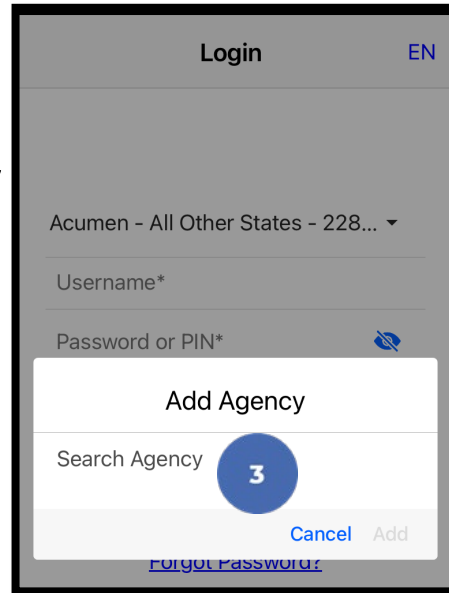 Login
EN
Acumen - All Other States - 228...
Username*
Password or PIN*
Add Agency
Search Agency
3
Cancel Add
Forgot Password?